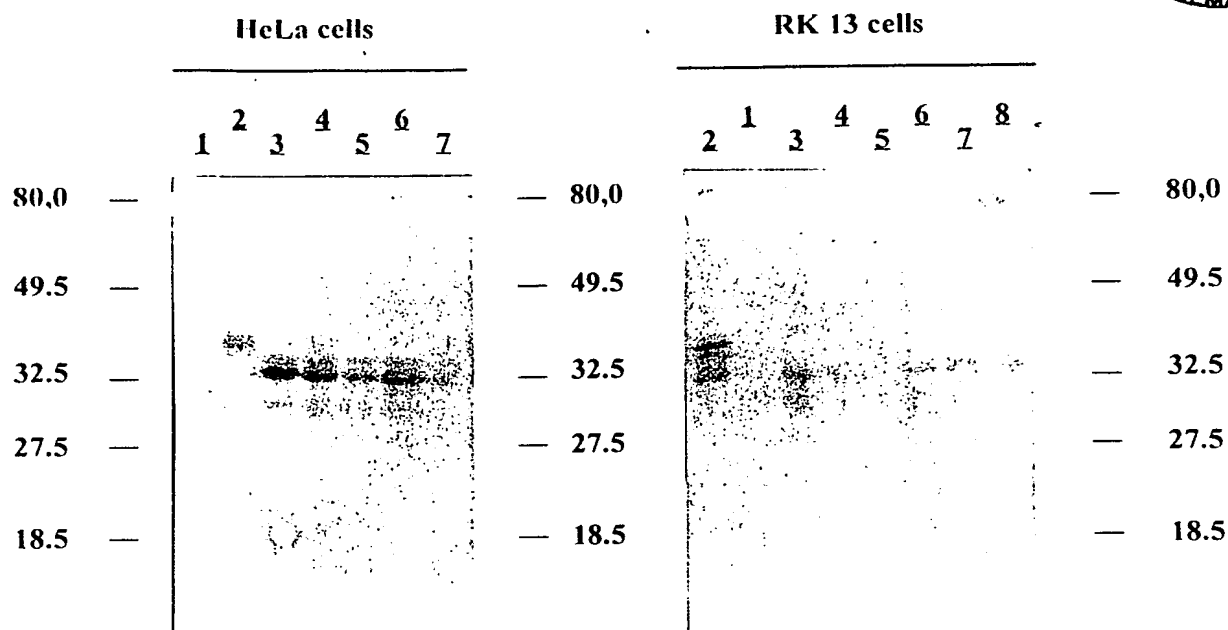 HeLa cells
RK 13 cells
1 2 3 4 5 6 7
2 1 3 4 5 6 7 8
80,0 — — 80,0 — 80,0
49.5 — — 49.5 — 49.5
32.5 — — 32.5 — 32.5
27.5 — — 27.5 — 27.5
18.5 — — 18.5 — 18.5